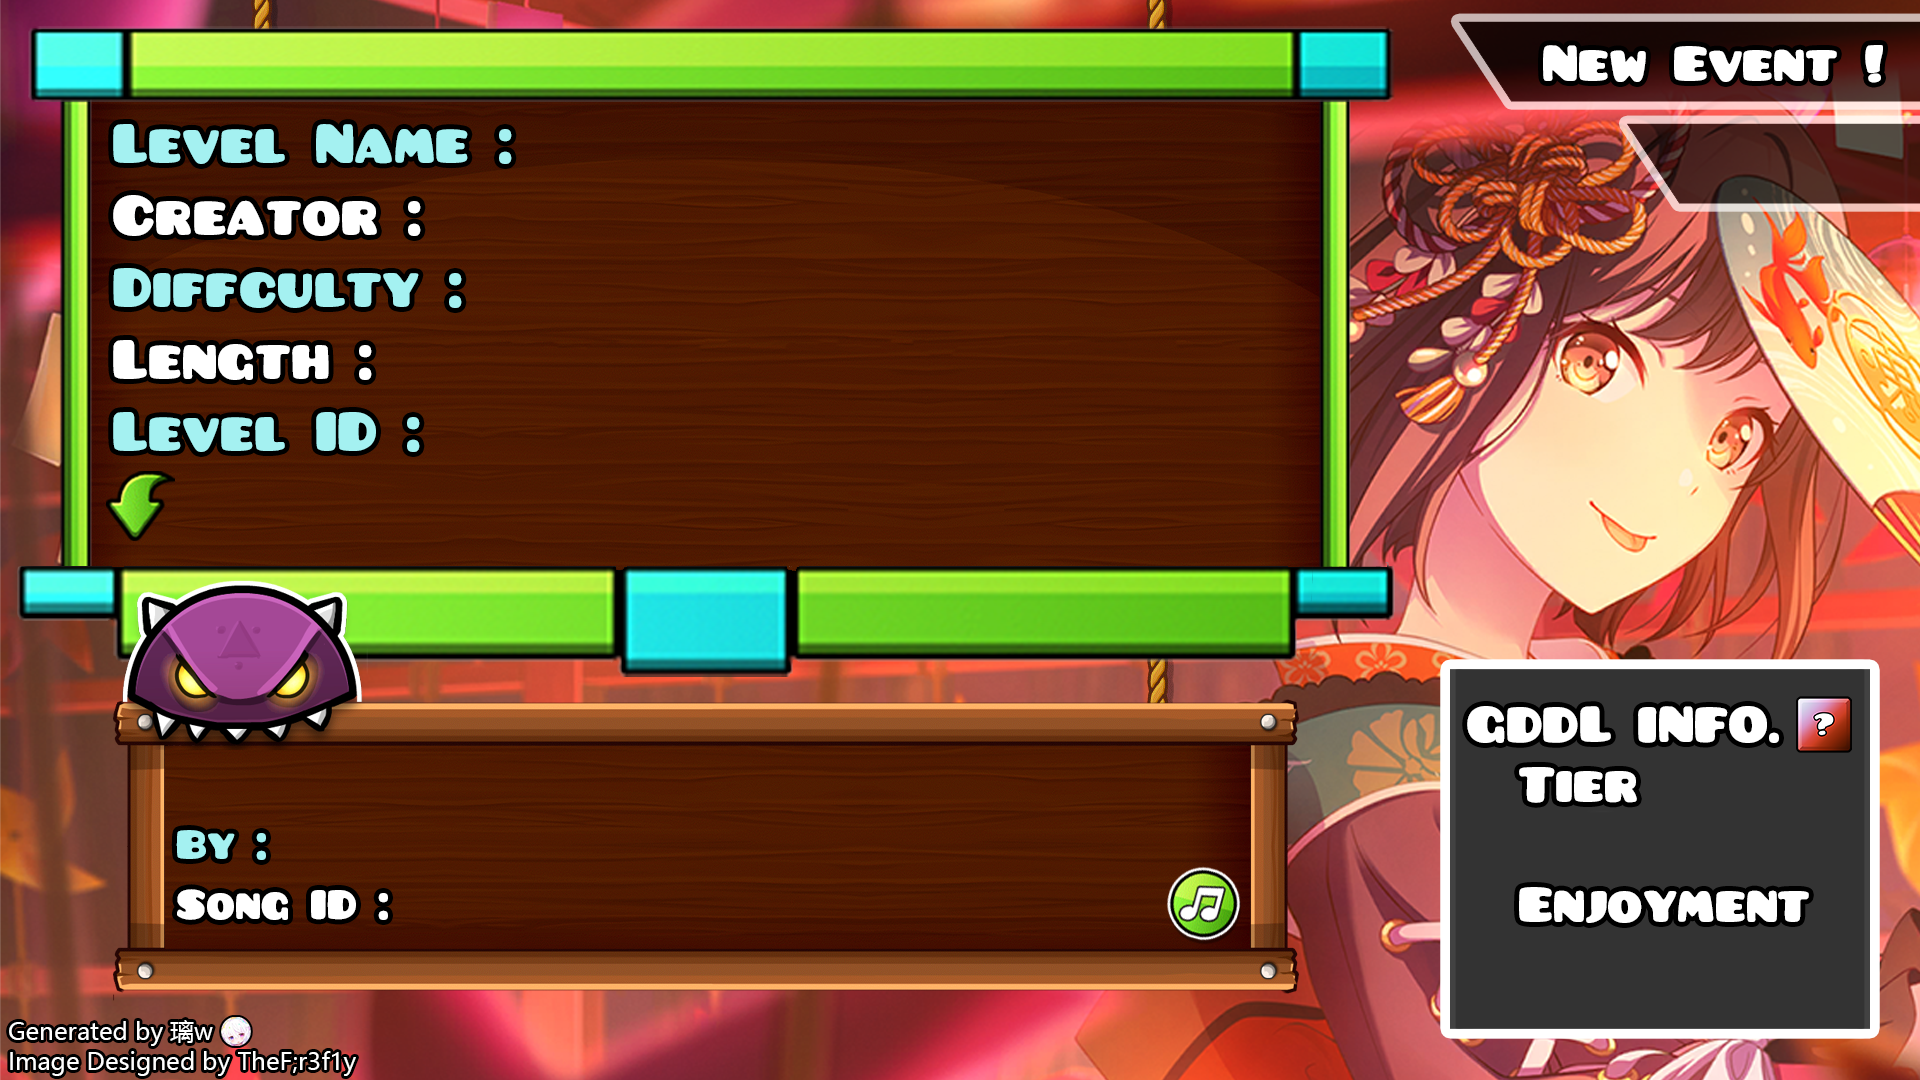 NEW EVENT !
LEVEL NAME :
CREATOR :
DIFFCULTY :
LENGTH :
LEVEL ID :
BY :
SONG ID :
GDDL INFO. ?
TIER
ENJOYMENT
Generated by 璃w
Image Designed by TheF;r3f1y